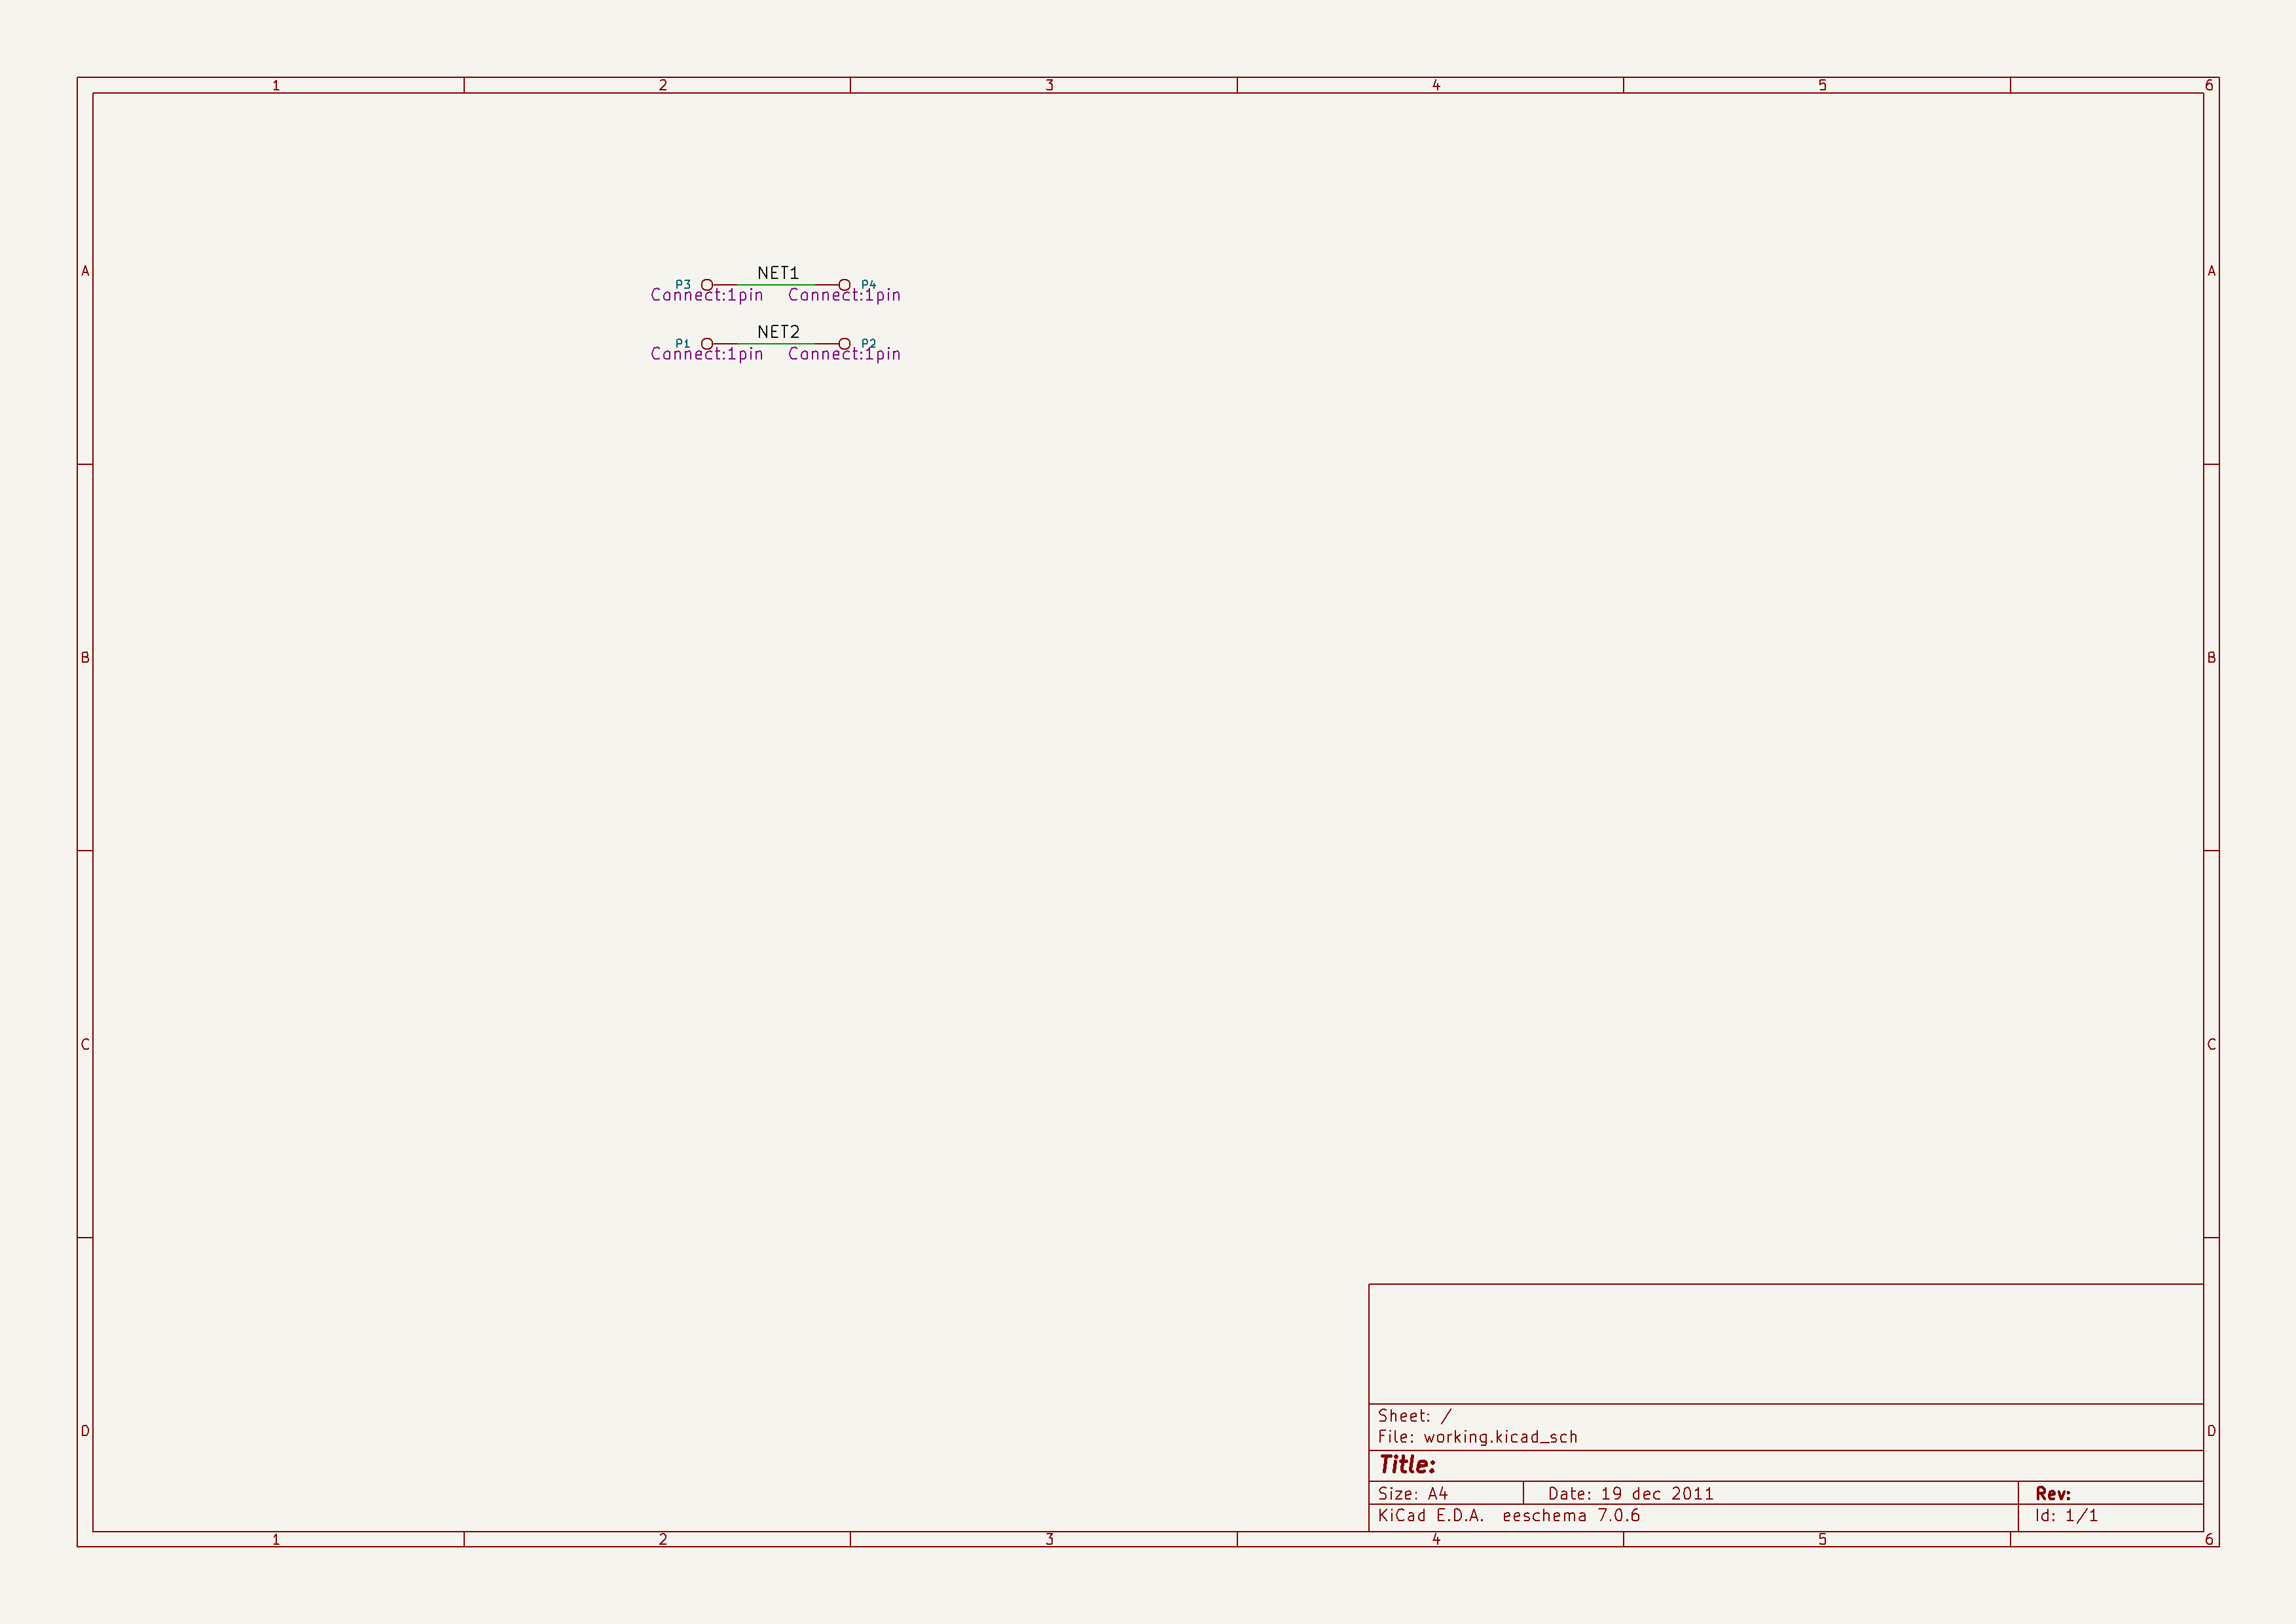 1 2 3 4 5 6
A A
NET1
P3 P4
Connect:1pin Connect:1pin
NET2
P1 P2
Connect:1pin Connect:1pin
B B
C C
Sheet: /
D D
File: working.kicad_sch
Title:
Size: A4 Date: 19 dec 2011 Rev:
KiCad E.D.A. eeschema 7.0.6 Id: 1/1
1 2 3 4 5 6